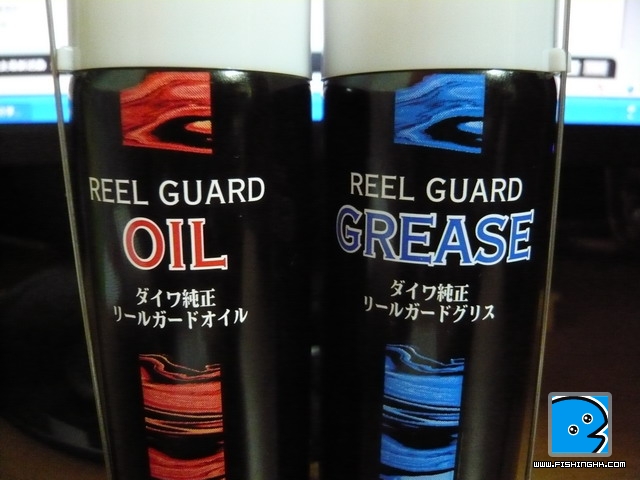 REEL GUARD
OIL
ダイワ純正
リールガードオイル
REEL GUARD
GREASE
ダイワ純正
リールガードグリス
www.FISHINGHK.COM